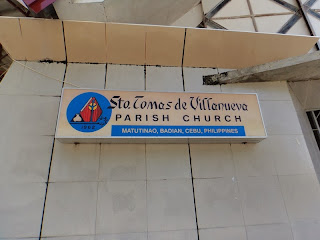 Sto. Tomas de Villanueva
PARISH CHURCH
MATUTINAO, BADIAN, CEBU, PHILIPPINES